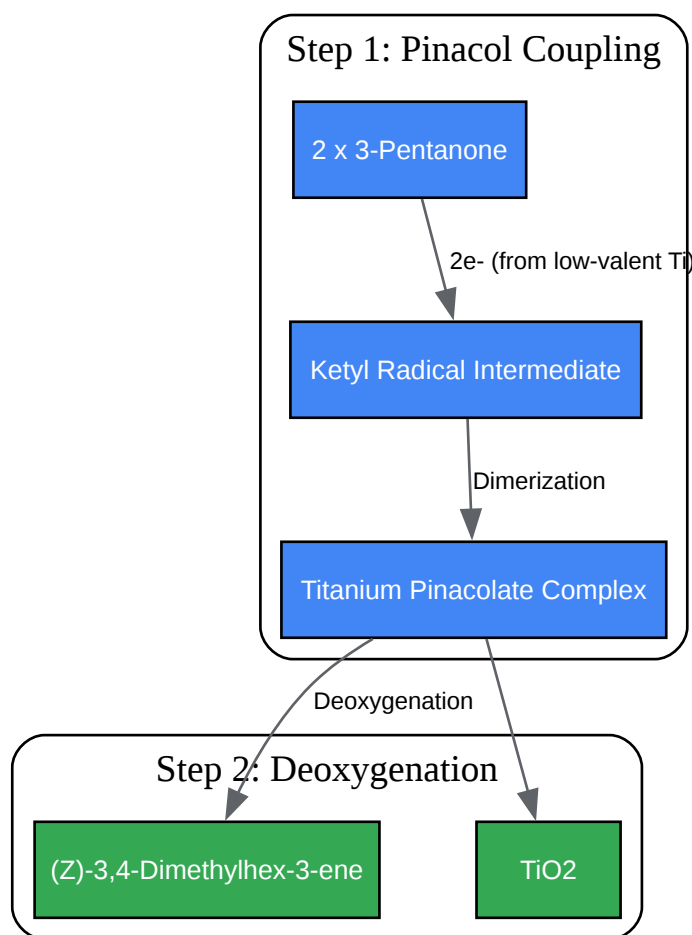 Step 1: Pinacol Coupling
2 x 3-Pentanone
2e- (from low-valent Ti)
Ketyl Radical Intermediate
Dimerization
Titanium Pinacolate Complex
Deoxygenation
Step 2: Deoxygenation
(Z)-3,4-Dimethylhex-3-ene
TiO2